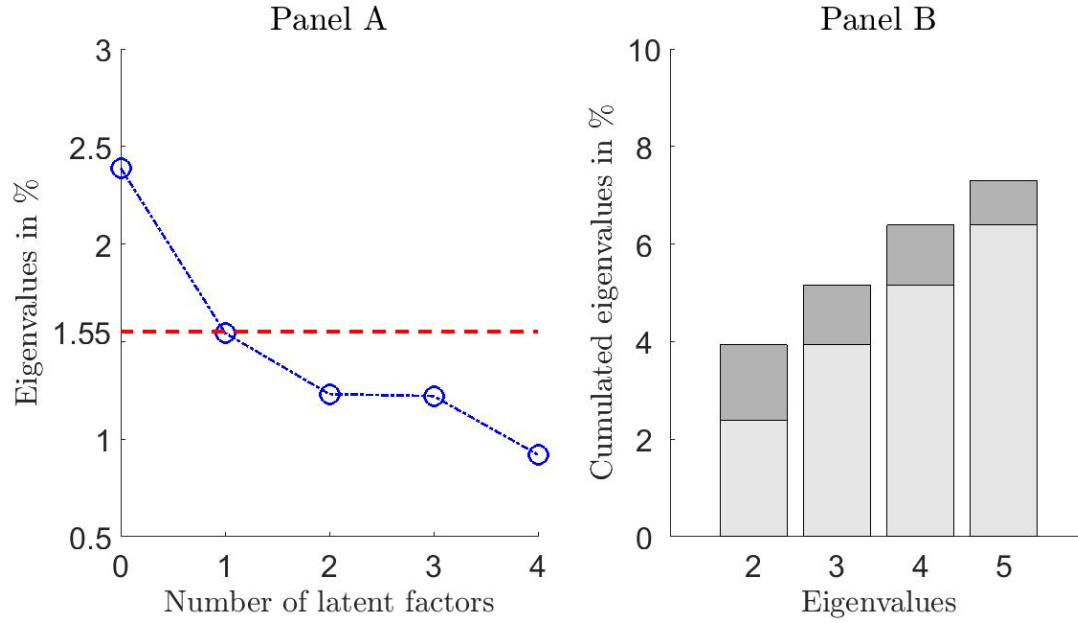 Panel A
3
2.5
2
1.55
1
0.5
0 1 2 3 4
Eigenvalues in %
Number of latent factors
Panel B
10
8
6
4
2
0
2 3 4 5
Cumulated eigenvalues in %
Eigenvalues